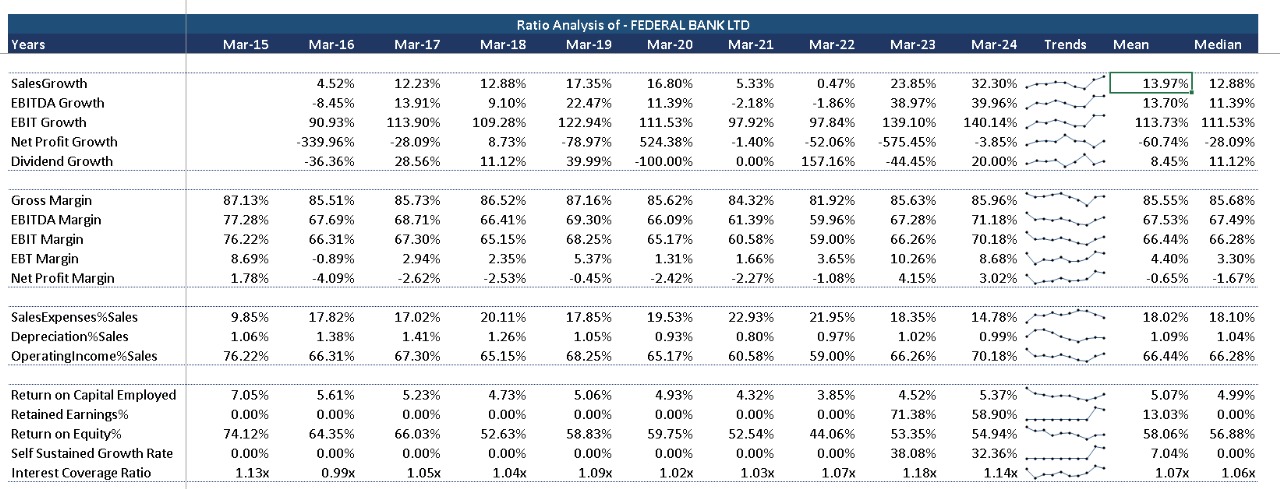 Ratio Analysis of - FEDERAL BANK LTD
Years Mar-15 Mar-16 Mar-17 Mar-18 Mar-19 Mar-20 Mar-21 Mar-22 Mar-23 Mar-24 Trends Mean Median
SalesGrowth 4.52% 12.23% 12.88% 17.35% 16.80% 5.33% 0.47% 23.85% 32.30% 13.97% 12.88%
EBITDA Growth -8.45% 13.91% 9.10% 22.47% 11.39% -2.18% -1.86% 38.97% 39.96% 13.70% 11.39%
EBIT Growth 90.93% 113.90% 109.28% 122.94% 111.53% 97.92% 97.84% 139.10% 140.14% 113.73% 111.53%
Net Profit Growth -339.96% -28.09% 8.73% -78.97% 524.38% -1.40% -52.06% -575.45% -3.85% -60.74% -28.09%
Dividend Growth -36.36% 28.56% 11.12% 39.99% -100.00% 0.00% 157.16% -44.45% 20.00% 8.45% 11.12%
Gross Margin 87.13% 85.51% 85.73% 86.52% 87.16% 85.62% 84.32% 81.92% 85.63% 85.96% 85.55% 85.68%
EBITDA Margin 77.28% 67.69% 68.71% 66.41% 69.30% 66.09% 61.39% 59.96% 67.28% 71.18% 67.53% 67.49%
EBIT Margin 76.22% 66.31% 67.30% 65.15% 68.25% 65.17% 60.58% 59.00% 66.26% 70.18% 66.44% 66.28%
EBT Margin 8.69% -0.89% 2.94% 2.35% 5.37% 1.31% 1.66% 3.65% 10.26% 8.68% 4.40% 3.30%
Net Profit Margin 1.78% -4.09% -2.62% -2.53% -0.45% -2.42% -2.27% -1.08% 4.15% 3.02% -0.65% -1.67%
SalesExpenses%Sales 9.85% 17.82% 17.02% 20.11% 17.85% 19.53% 22.93% 21.95% 18.35% 14.78% 18.02% 18.10%
Depreciation%Sales 1.06% 1.38% 1.41% 1.26% 1.05% 0.93% 0.80% 0.97% 1.02% 0.99% 1.09% 1.04%
OperatingIncome%Sales 76.22% 66.31% 67.30% 65.15% 68.25% 65.17% 60.58% 59.00% 66.26% 70.18% 66.44% 66.28%
Return on Capital Employed 7.05% 5.61% 5.23% 4.73% 5.06% 4.93% 4.32% 3.85% 4.52% 5.37% 5.07% 4.99%
Retained Earnings% 0.00% 0.00% 0.00% 0.00% 0.00% 0.00% 0.00% 0.00% 71.38% 58.90% 13.03% 0.00%
Return on Equity% 74.12% 64.35% 66.03% 52.63% 58.83% 59.75% 52.54% 44.06% 53.35% 54.94% 58.06% 56.88%
Self Sustained Growth Rate 0.00% 0.00% 0.00% 0.00% 0.00% 0.00% 0.00% 0.00% 38.08% 32.36% 7.04% 0.00%
Interest Coverage Ratio 1.13x 0.99x 1.05x 1.04x 1.09x 1.02x 1.03x 1.07x 1.18x 1.14x 1.07x 1.06x